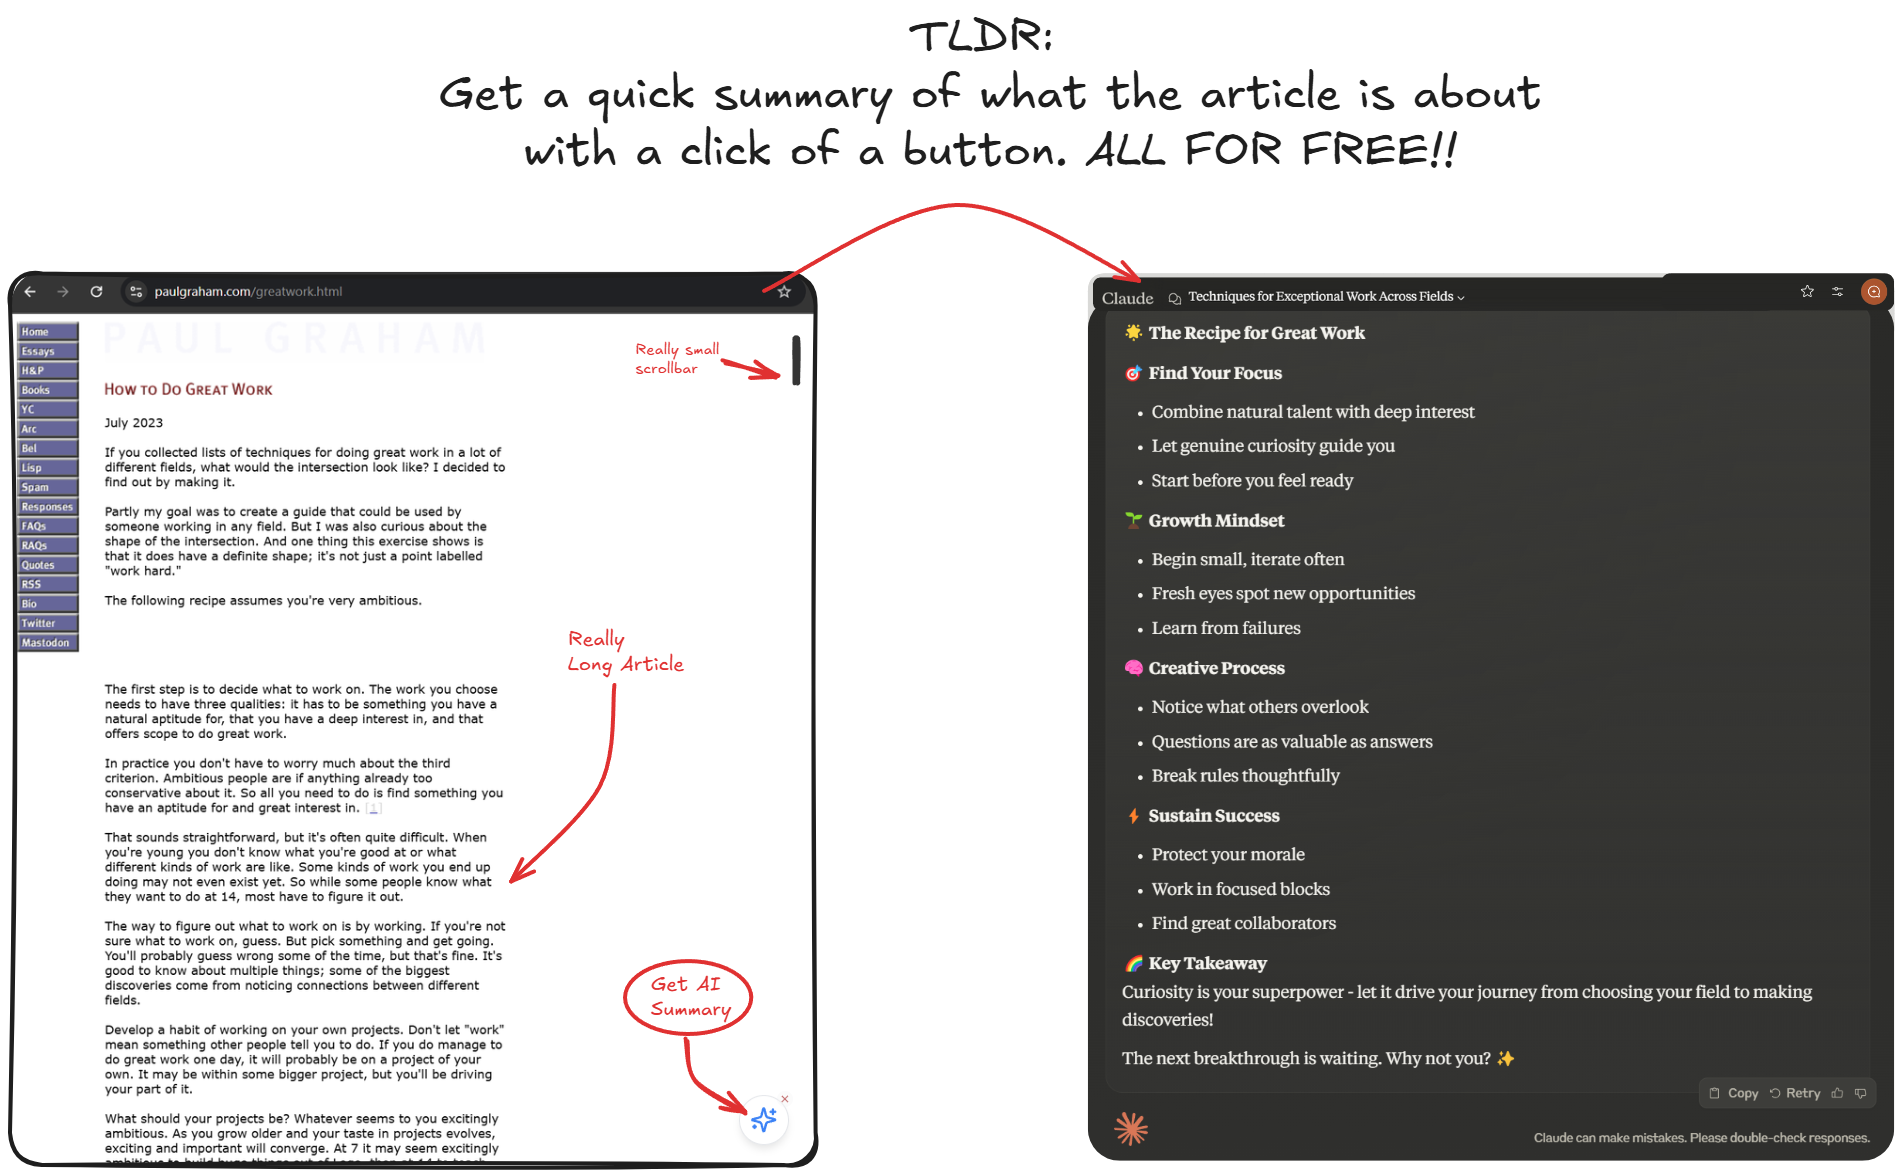 TLDR:
Get a quick summary of what the article is about
with a click of a button. ALL FOR FREE!!
paulgraham.com/greatwork.html
Home
Essays
H&P
Books
YC
Arc
Bel
Lisp
Spam
Responses
FAQs
RAQs
Quotes
RSS
Bio
Twitter
Mastodon
PAUL GRAHAM
How to Do Great Work
July 2023
If you collected lists of techniques for doing great work in a lot of
different fields, what would the intersection look like? I decided to
find out by making it.
Partly my goal was to create a guide that could be used by
someone working in any field. But I was also curious about the
shape of the intersection. And one thing this exercise shows is
that it does have a definite shape; it's not just a point labelled
"work hard."
The following recipe assumes you're very ambitious.
The first step is to decide what to work on. The work you choose
needs to have three qualities: it has to be something you have a
natural aptitude for, that you have a deep interest in, and that
offers scope to do great work.
In practice you don't have to worry much about the third
criterion. Ambitious people are if anything already too
conservative about it. So all you need to do is find something you
have an aptitude for and great interest in. [1]
That sounds straightforward, but it's often quite difficult. When
you're young you don't know what you're good at or what
different kinds of work are like. Some kinds of work you end up
doing may not even exist yet. So while some people know what
they want to do at 14, most have to figure it out.
The way to figure out what to work on is by working. If you're not
sure what to work on, guess. But pick something and get going.
You'll probably guess wrong some of the time, but that's fine. It's
good to know about multiple things; some of the biggest
discoveries come from noticing connections between different
fields.
Develop a habit of working on your own projects. Don't let "work"
mean something other people tell you to do. If you do manage to
do great work one day, it will probably be on a project of your
own. It may be within some bigger project, but you'll be driving
your part of it.
What should your projects be? Whatever seems to you excitingly
ambitious. As you grow older and your taste in projects evolves,
exciting and important will converge. At 7 it may seem excitingly
Really small
scrollbar
Really
Long Article
Get AI
Summary
Claude
Techniques for Exceptional Work Across Fields
The Recipe for Great Work
Find Your Focus
• Combine natural talent with deep interest
• Let genuine curiosity guide you
• Start before you feel ready
Growth Mindset
• Begin small, iterate often
• Fresh eyes spot new opportunities
• Learn from failures
Creative Process
• Notice what others overlook
• Questions are as valuable as answers
• Break rules thoughtfully
Sustain Success
• Protect your morale
• Work in focused blocks
• Find great collaborators
Key Takeaway
Curiosity is your superpower - let it drive your journey from choosing your field to making
discoveries!
The next breakthrough is waiting. Why not you?
Copy Retry
Claude can make mistakes. Please double-check responses.